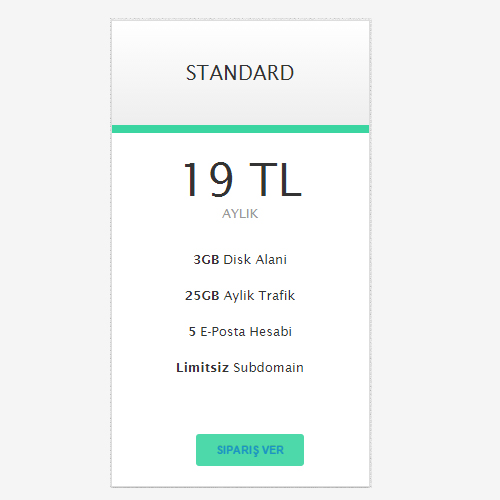 STANDARD
19 TL
AYLIK
3GB Disk Alani
25GB Aylik Trafik
5 E-Posta Hesabi
Limitsiz Subdomain
SIPARIŞ VER